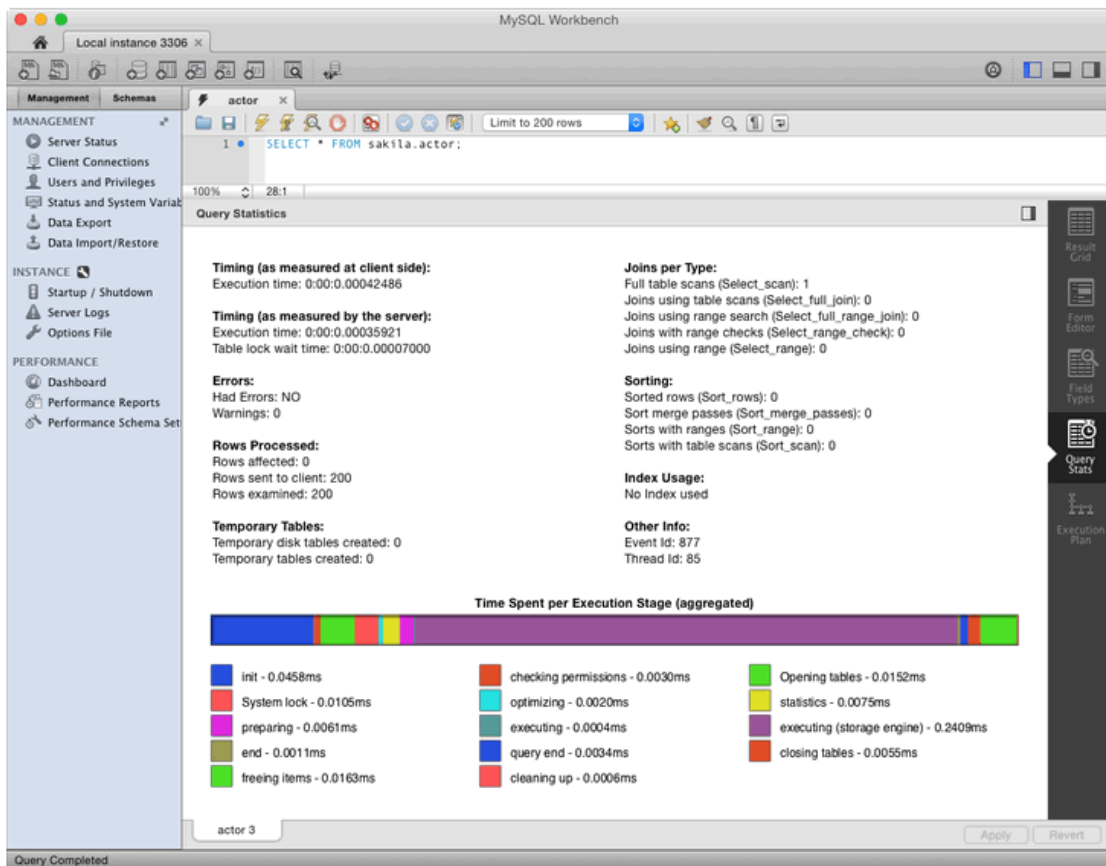 MySQL Workbench
Local instance 3306
Management Schemas
actor
MANAGEMENT
Server Status
Client Connections
Users and Privileges
Status and System Variab
Data Export
Data Import/Restore
INSTANCE
Startup / Shutdown
Server Logs
Options File
PERFORMANCE
Dashboard
Performance Reports
Performance Schema Set
Limit to 200 rows
1 SELECT * FROM sakila.actor;
100% 28:1
Query Statistics
Timing (as measured at client side):
Execution time: 0:00:0.00042486
Timing (as measured by the server):
Execution time: 0:00:0.00035921
Table lock wait time: 0:00:0.00007000
Errors:
Had Errors: NO
Warnings: 0
Rows Processed:
Rows affected: 0
Rows sent to client: 200
Rows examined: 200
Temporary Tables:
Temporary disk tables created: 0
Temporary tables created: 0
Joins per Type:
Full table scans (Select_scan): 1
Joins using table scans (Select_full_join): 0
Joins using range search (Select_full_range_join): 0
Joins with range checks (Select_range_check): 0
Joins using range (Select_range): 0
Sorting:
Sorted rows (Sort_rows): 0
Sort merge passes (Sort_merge_passes): 0
Sorts with ranges (Sort_range): 0
Sorts with table scans (Sort_scan): 0
Index Usage:
No Index used
Other Info:
Event Id: 877
Thread Id: 85
Time Spent per Execution Stage (aggregated)
init - 0.0458ms
checking permissions - 0.0030ms
Opening tables - 0.0152ms
System lock - 0.0105ms
optimizing - 0.0020ms
statistics - 0.0075ms
preparing - 0.0061ms
executing - 0.0004ms
executing (storage engine) - 0.2409ms
end - 0.0011ms
query end - 0.0034ms
closing tables - 0.0055ms
freeing items - 0.0163ms
cleaning up - 0.0006ms
Result
Grid
Form
Editor
Field
Types
Query
Stats
Execution
Plan
actor 3
Apply Revert
Query Completed